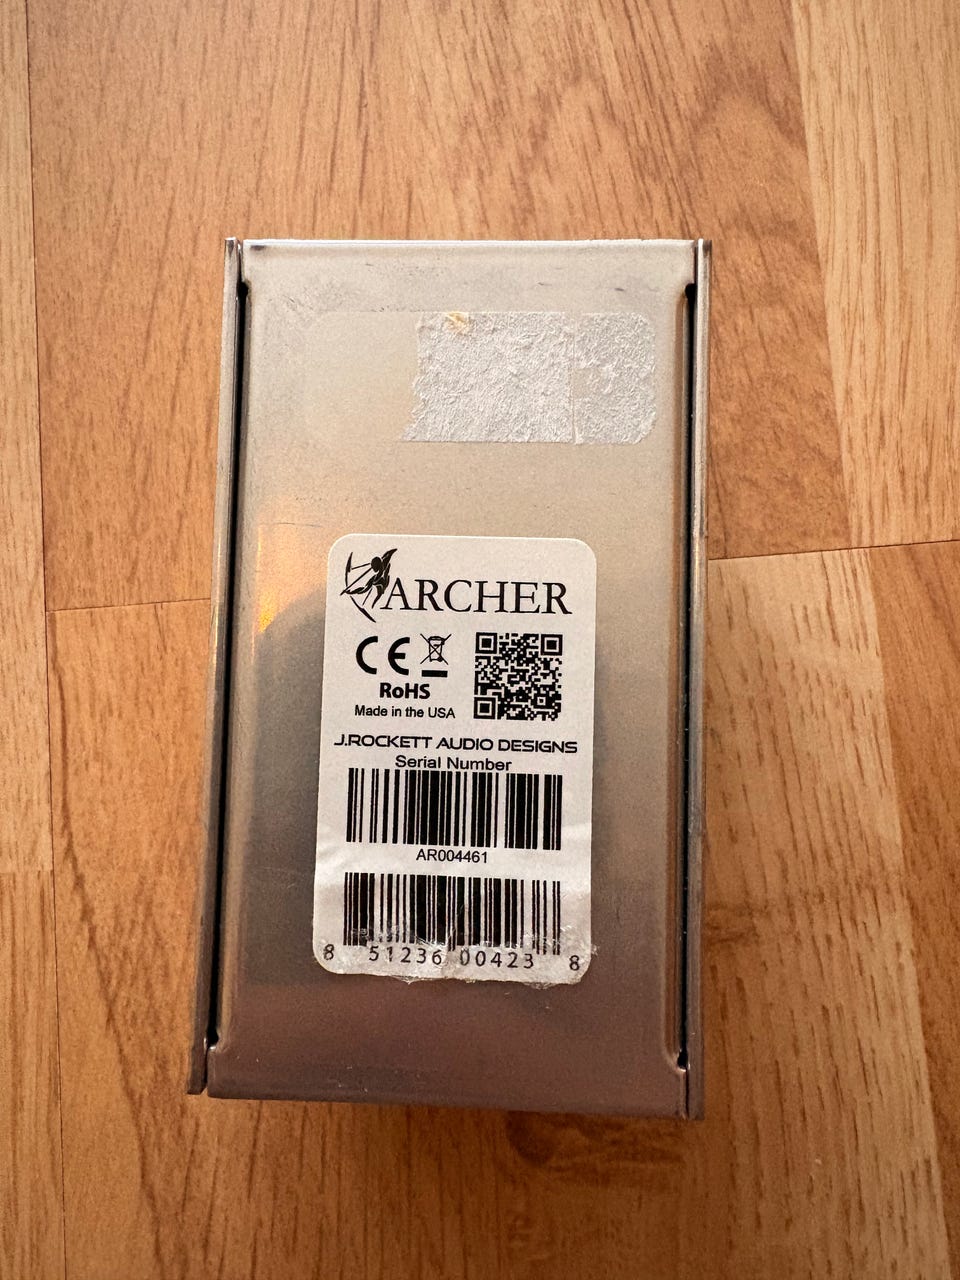 ARCHER
CE
RoHS
Made in the USA
J.ROCKETT AUDIO DESIGNS
Serial Number
AR004461
8 51236 00423 8